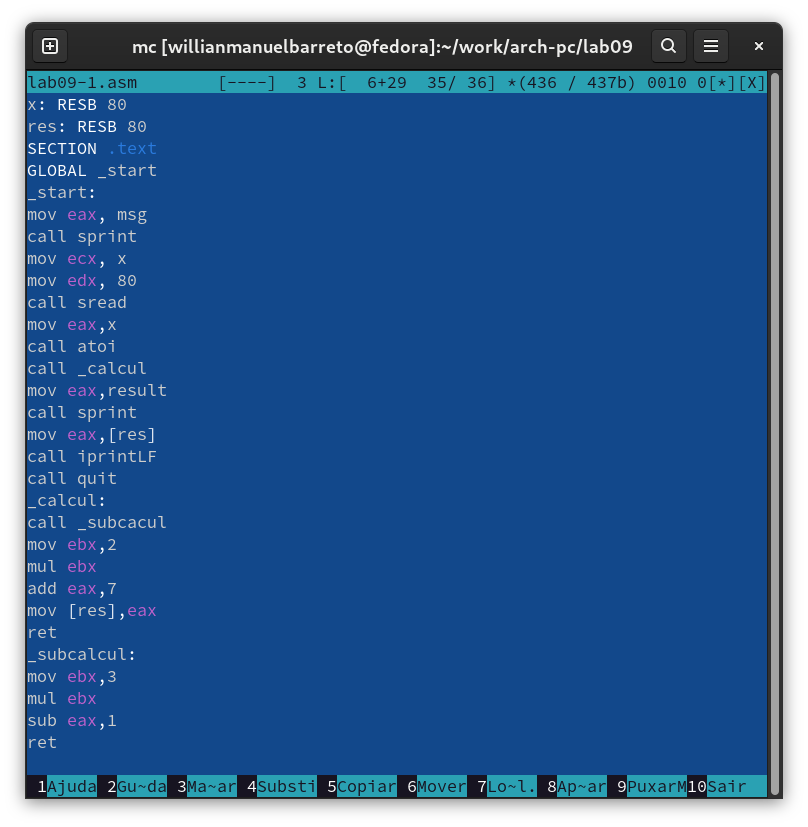 mc [willianmanuelbarreto@fedora]:~/work/arch-pc/lab09
lab09-1.asm [----] 3 L:[ 6+29 35/ 36] *(436 / 437b) 0010 0[*][X]
x: RESB 80
res: RESB 80
SECTION .text
GLOBAL _start
_start:
mov eax, msg
call sprint
mov ecx, x
mov edx, 80
call sread
mov eax,x
call atoi
call _calcul
mov eax,result
call sprint
mov eax,[res]
call iprintLF
call quit
_calcul:
call _subcacul
mov ebx,2
mul ebx
add eax,7
mov [res],eax
ret
_subcalcul:
mov ebx,3
mul ebx
sub eax,1
ret
1Ajuda 2Gu~da 3Ma~ar 4Substi 5Copiar 6Mover 7Lo~l. 8Ap~ar 9PuxarM10Sair